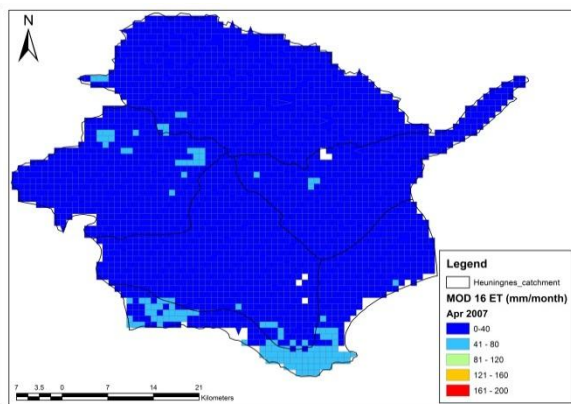 N
Legend
Heuningnes_catchment
MOD 16 ET (mm/month)
Apr 2007
0-40
41 - 80
81 - 120
121 - 160
161 - 200
7 3.5 0 7 14 21
Kilometers